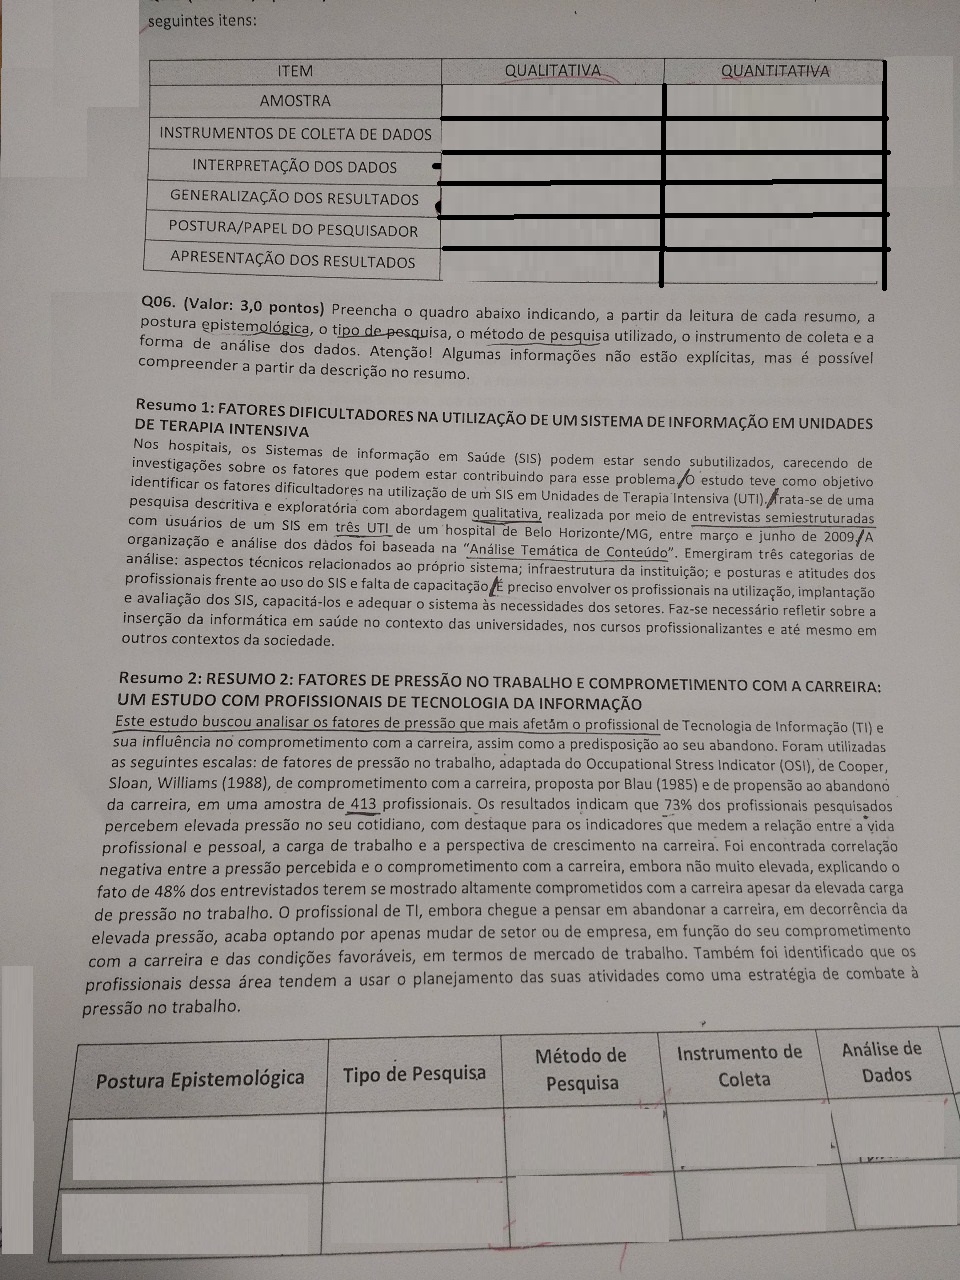 seguintes itens:
ITEM QUALITATIVA QUANTITATIVA
AMOSTRA
INSTRUMENTOS DE COLETA DE DADOS
INTERPRETAÇÃO DOS DADOS
GENERALIZAÇÃO DOS RESULTADOS
POSTURA/PAPEL DO PESQUISADOR
APRESENTAÇÃO DOS RESULTADOS
Q06. (Valor: 3,0 pontos) Preencha o quadro abaixo indicando, a partir da leitura de cada resumo, a
postura epistemológica, o tipo de pesquisa, o método de pesquisa utilizado, o instrumento de coleta e a
forma de análise dos dados. Atenção! Algumas informações não estão explícitas, mas é possível
compreender a partir da descrição no resumo.
Resumo 1: FATORES DIFICULTADORES NA UTILIZAÇÃO DE UM SISTEMA DE INFORMAÇÃO EM UNIDADES
DE TERAPIA INTENSIVA
Nos hospitais, os Sistemas de informação em Saúde (SIS) podem estar sendo subutilizados, carecendo de
investigações sobre os fatores que podem estar contribuindo para esse problema. O estudo teve como objetivo
identificar os fatores dificultadores na utilização de um SIS em Unidades de Terapia Intensiva (UTI). Trata-se de uma
pesquisa descritiva e exploratória com abordagem qualitativa, realizada por meio de entrevistas semiestruturadas
com usuários de um SIS em três UTI de um hospital de Belo Horizonte/MG, entre março e junho de 2009. A
organização e análise dos dados foi baseada na “Análise Temática de Conteúdo”. Emergiram três categorias de
análise: aspectos técnicos relacionados ao próprio sistema; infraestrutura da instituição; e posturas e atitudes dos
profissionais frente ao uso do SIS e falta de capacitação. É preciso envolver os profissionais na utilização, implantação
e avaliação dos SIS, capacitá-los e adequar o sistema às necessidades dos setores. Faz-se necessário refletir sobre a
inserção da informática em saúde no contexto das universidades, nos cursos profissionalizantes e até mesmo em
outros contextos da sociedade.
Resumo 2: RESUMO 2: FATORES DE PRESSÃO NO TRABALHO E COMPROMETIMENTO COM A CARREIRA:
UM ESTUDO COM PROFISSIONAIS DE TECNOLOGIA DA INFORMAÇÃO
Este estudo buscou analisar os fatores de pressão que mais afetam o profissional de Tecnologia de Informação (TI) e
sua influência no comprometimento com a carreira, assim como a predisposição ao seu abandono. Foram utilizadas
as seguintes escalas: de fatores de pressão no trabalho, adaptada do Occupational Stress Indicator (OSI), de Cooper,
Sloan, Williams (1988), de comprometimento com a carreira, proposta por Blau (1985) e de propensão ao abandono
da carreira, em uma amostra de 413 profissionais. Os resultados indicam que 73% dos profissionais pesquisados
percebem elevada pressão no seu cotidiano, com destaque para os indicadores que medem a relação entre a vida
profissional e pessoal, a carga de trabalho e a perspectiva de crescimento na carreira. Foi encontrada correlação
negativa entre a pressão percebida e o comprometimento com a carreira, embora não muito elevada, explicando o
fato de 48% dos entrevistados terem se mostrado altamente comprometidos com a carreira apesar da elevada carga
de pressão no trabalho. O profissional de TI, embora chegue a pensar em abandonar a carreira, em decorrência da
elevada pressão, acaba optando por apenas mudar de setor ou de empresa, em função do seu comprometimento
com a carreira e das condições favoráveis, em termos de mercado de trabalho. Também foi identificado que os
profissionais dessa área tendem a usar o planejamento das suas atividades como uma estratégia de combate à
pressão no trabalho.
Postura Epistemológica Tipo de Pesquisa Método de Pesquisa Instrumento de Coleta Análise de Dados